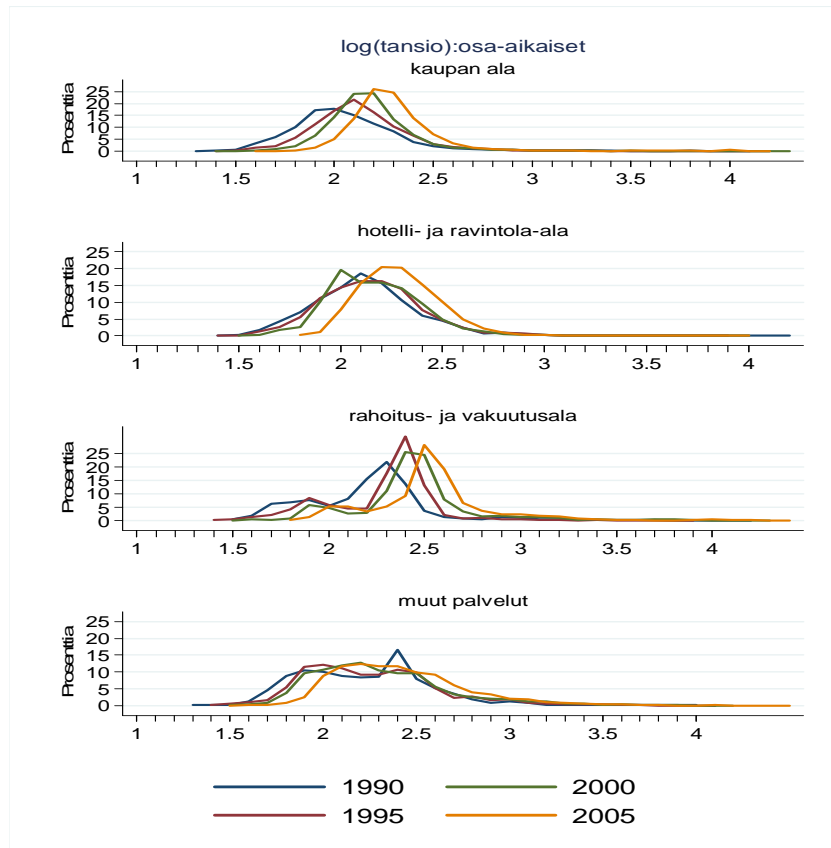 log(tansio):osa-aikaiset
kaupan ala
Prosenttia
25
20
15
10
5
0
1 1.5 2 2.5 3 3.5 4
hotelli- ja ravintola-ala
Prosenttia
25
20
15
10
5
0
1 1.5 2 2.5 3 3.5 4
rahoitus- ja vakuutusala
Prosenttia
25
20
15
10
5
0
1 1.5 2 2.5 3 3.5 4
muut palvelut
Prosenttia
25
20
15
10
5
0
1 1.5 2 2.5 3 3.5 4
1990 2000
1995 2005